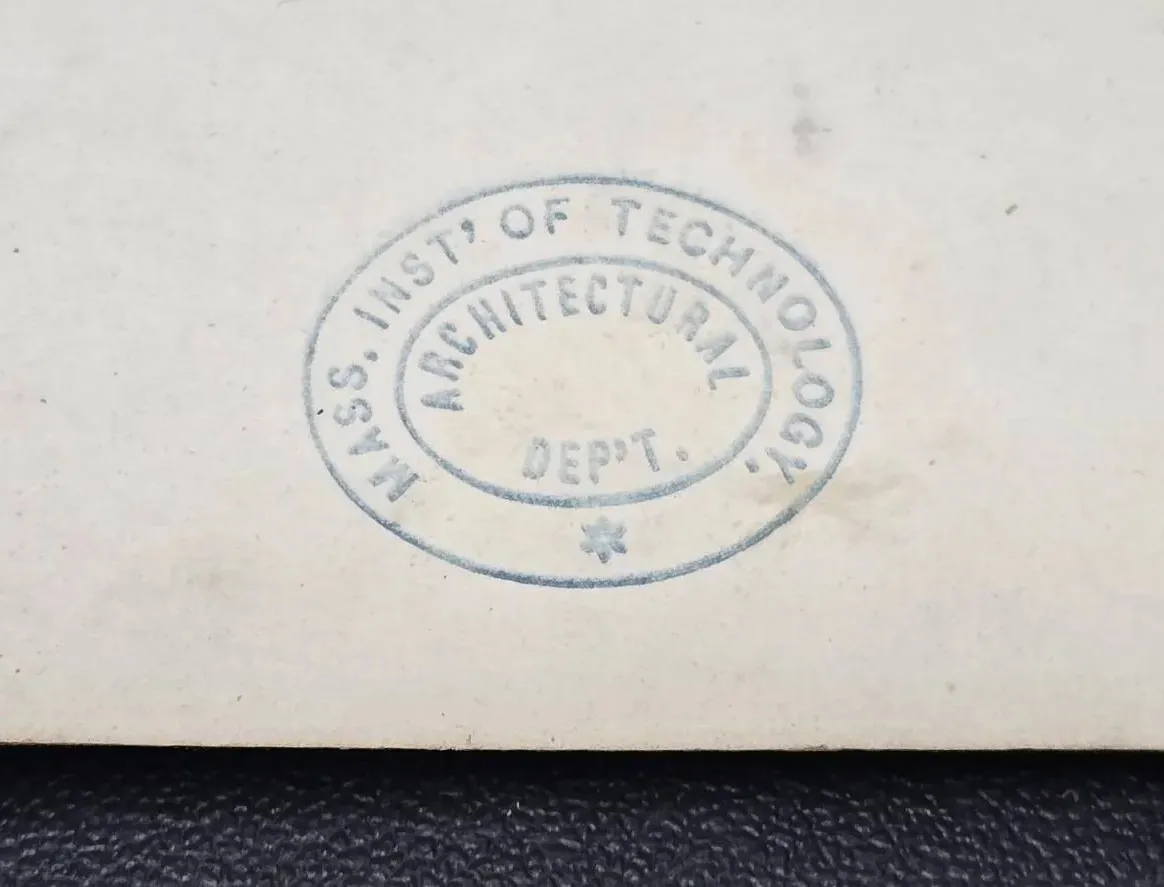 MASS. INST' OF TECHNOLOGY,
ARCHITECTURAL
DEP'T.